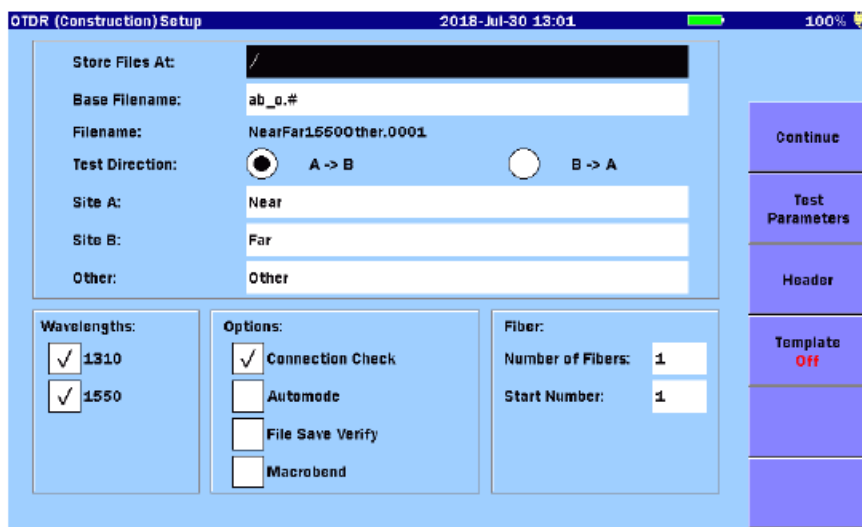 OTDR (Construction) Setup 2018-Jul-30 13:01 100%
Store Files At: /
Base Filename: ab_o.#
Filename: NearFar1550Other.0001
Test Direction: A -> B B -> A
Site A: Near
Site B: Far
Other: Other
Wavelengths:
1310
1550
Options:
Connection Check
Automode
File Save Verify
Macrobend
Fiber:
Number of Fibers: 1
Start Number: 1
Continue
Test
Parameters
Header
Template
Off